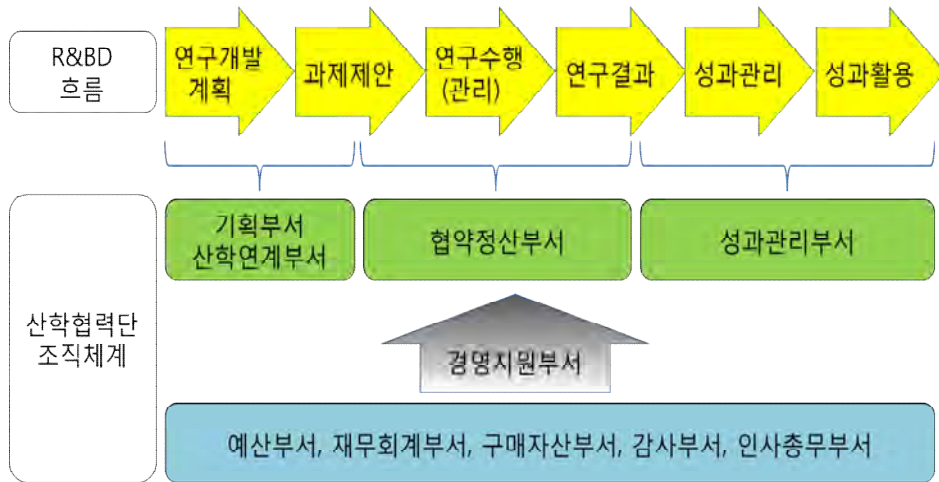 R&BD
흐름
연구개발
계획
과제제안
연구수행
(관리)
연구결과
성과관리
성과활용
산학협력단
조직체계
기획부서
산학연계부서
협약정산부서
성과관리부서
경영지원부서
예산부서, 재무회계부서, 구매자산부서, 감사부서, 인사총무부서